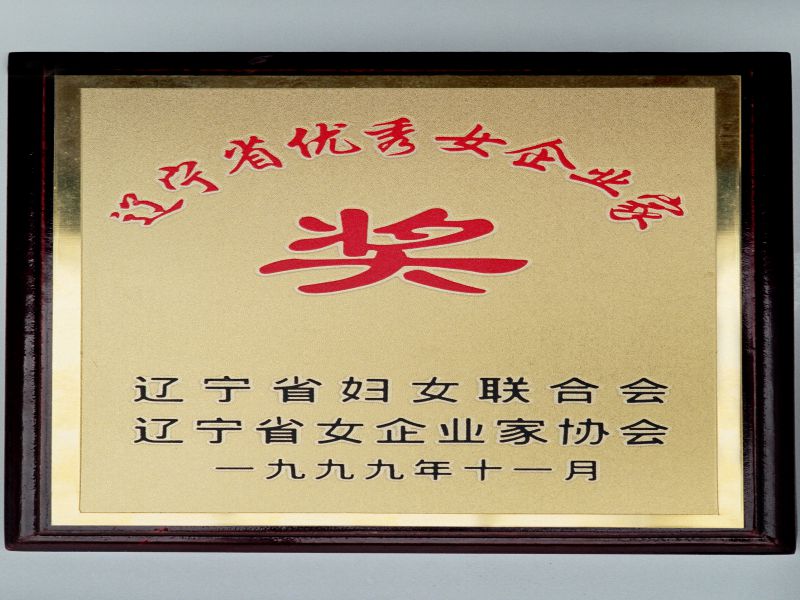 辽宁省优秀女企业家
奖
辽宁省妇女联合会
辽宁省女企业家协会
一九九九年十一月